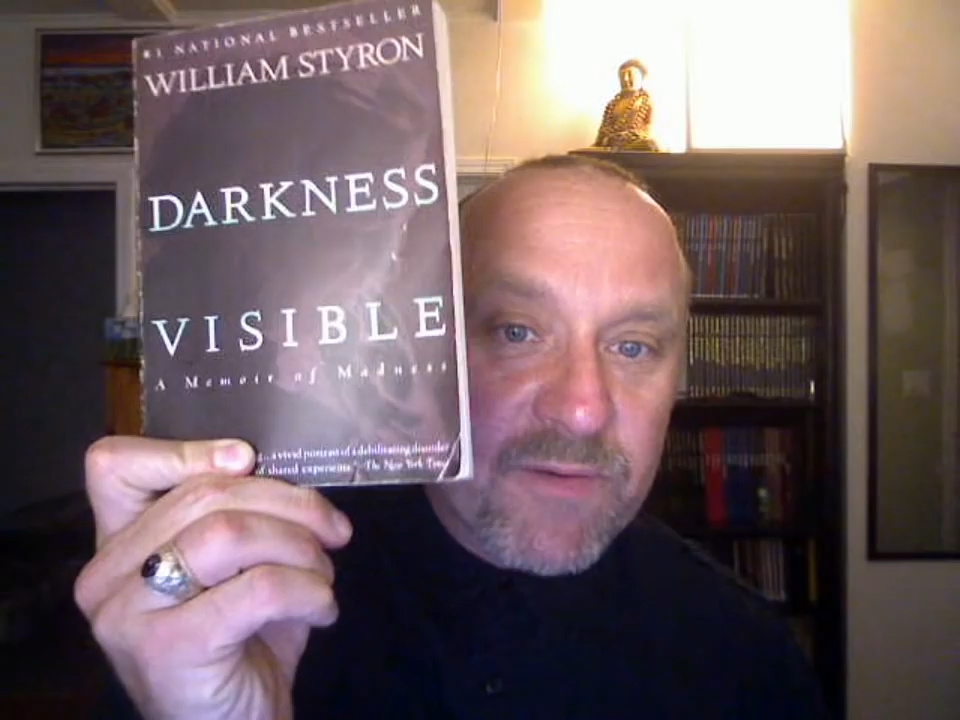 #1 NATIONAL BESTSELLER
WILLIAM STYRON
DARKNESS
VISIBLE
A Memoir of Madness
...a vivid portrait of a debilitating disorder
of shared experience." The New York Times